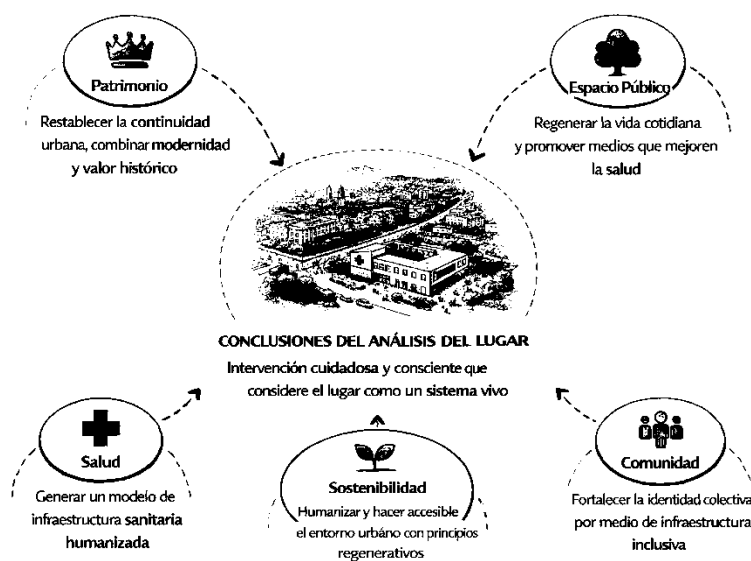 Patrimonio
Restablecer la continuidad
urbana, combinar modernidad
y valor histórico
Espacio Público
Regenerar la vida cotidiana
y promover medios que mejoren
la salud
CONCLUSIONES DEL ANÁLISIS DEL LUGAR
Intervención cuidadosa y consciente que
considere el lugar como un sistema vivo
Salud
Generar un modelo de
infraestructura sanitaria
humanizada
Sostenibilidad
Humanizar y hacer accesible
el entorno urbáno con principios
regenerativos
Comunidad
Fortalecer la identidad colectiva
por medio de infraestructura
inclusiva